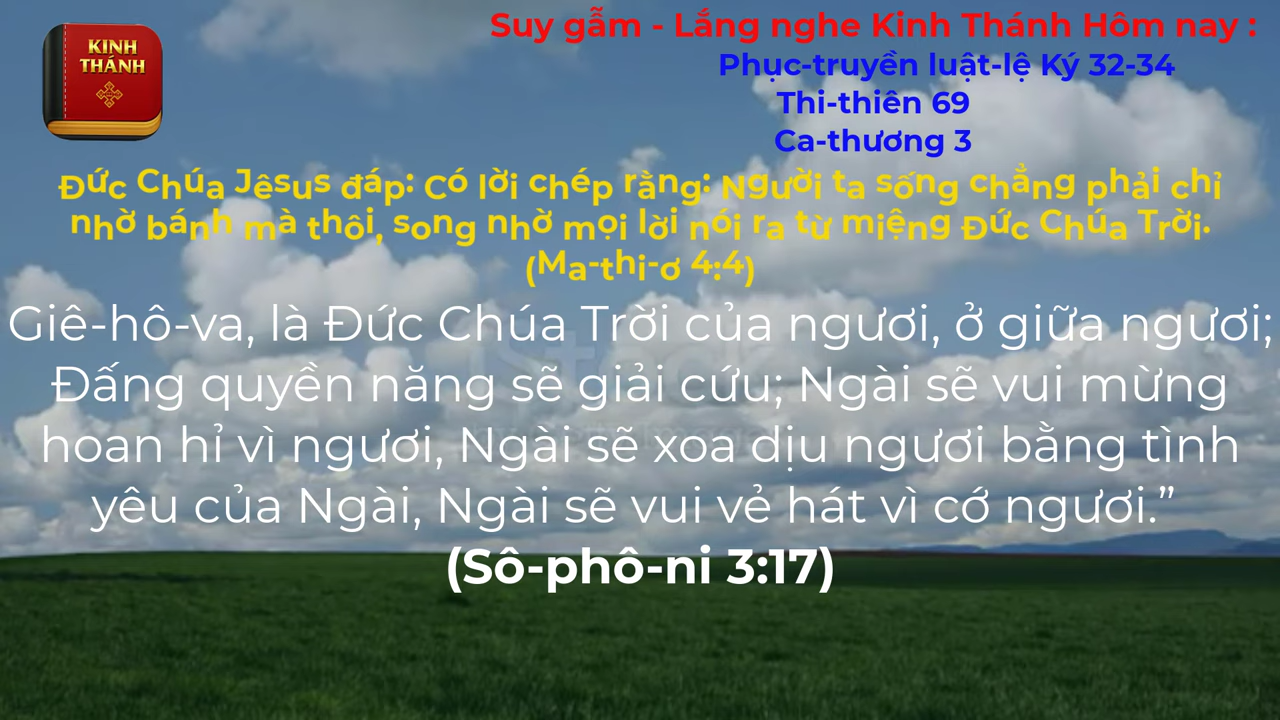 KINH
THÁNH
Suy gẫm - Lắng nghe Kinh Thánh Hôm nay :
Phục-truyền luật-lệ Ký 32-34
Thi-thiên 69
Ca-thương 3
Đức Chúa Jêsus đáp: Có lời chép rằng: Người ta sống chẳng phải chỉ
nhờ bánh mà thôi, song nhờ mọi lời nói ra từ miệng Đức Chúa Trời.
(Ma-thi-ơ 4:4)
Giê-hô-va, là Đức Chúa Trời của ngươi, ở giữa ngươi;
Đấng quyền năng sẽ giải cứu; Ngài sẽ vui mừng
hoan hỉ vì ngươi, Ngài sẽ xoa dịu ngươi bằng tình
yêu của Ngài, Ngài sẽ vui vẻ hát vì cớ ngươi.”
(Sô-phô-ni 3:17)